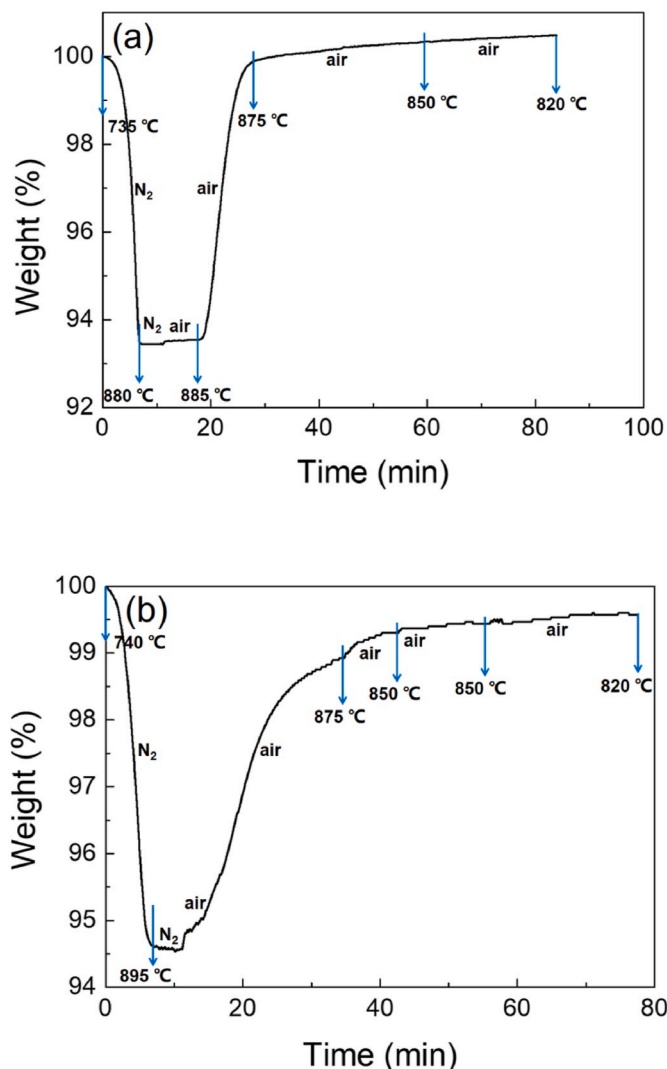 (a)
100
98
96
94
92
Weight (%)
735 ℃
N₂
880 ℃
N₂
air
885 ℃
air
875 ℃
air
850 ℃
air
820 ℃
0
20
40
60
80
100
Time (min)
(b)
100
99
98
97
96
95
94
Weight (%)
740 ℃
N₂
895 ℃
N₂
air
air
875 ℃
air
850 ℃
air
850 ℃
air
820 ℃
0
20
40
60
80
Time (min)